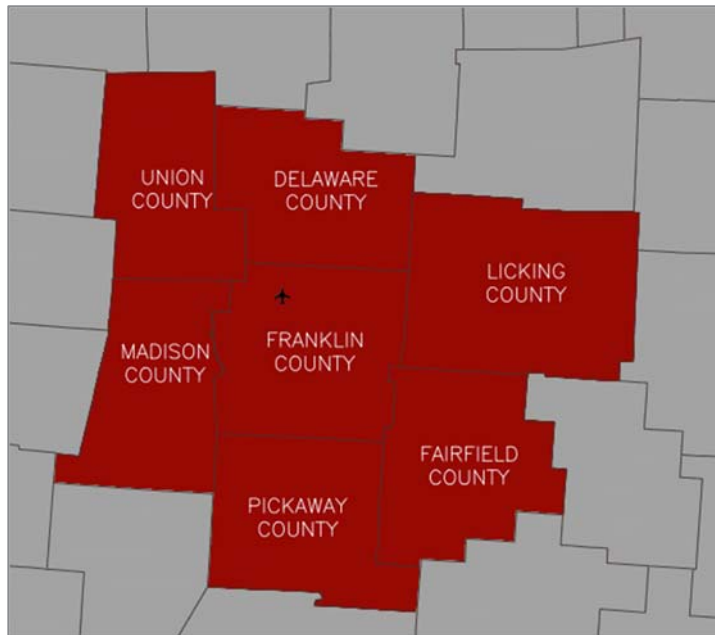 UNION
COUNTY
DELAWARE
COUNTY
LICKING
COUNTY
MADISON
COUNTY
FRANKLIN
COUNTY
FAIRFIELD
COUNTY
PICKAWAY
COUNTY